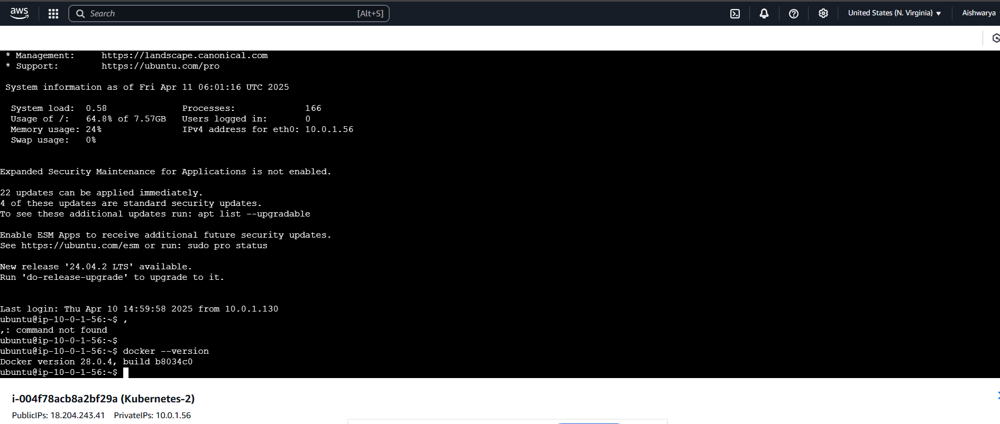 aws Search [Alt+S] United States (N. Virginia) Aishwarya
* Management: https://landscape.canonical.com
* Support: https://ubuntu.com/pro
System information as of Fri Apr 11 06:01:16 UTC 2025
System load: 0.58 Processes: 166
Usage of /: 64.8% of 7.57GB Users logged in: 0
Memory usage: 24% IPv4 address for eth0: 10.0.1.56
Swap usage: 0%
Expanded Security Maintenance for Applications is not enabled.
22 updates can be applied immediately.
4 of these updates are standard security updates.
To see these additional updates run: apt list --upgradable
Enable ESM Apps to receive additional future security updates.
See https://ubuntu.com/esm or run: sudo pro status
New release '24.04.2 LTS' available.
Run 'do-release-upgrade' to upgrade to it.
Last login: Thu Apr 10 14:59:58 2025 from 10.0.1.130
ubuntu@ip-10-0-1-56:~$ ,
,: command not found
ubuntu@ip-10-0-1-56:~$
ubuntu@ip-10-0-1-56:~$ docker --version
Docker version 28.0.4, build b8034c0
ubuntu@ip-10-0-1-56:~$
i-004f78acb8a2bf29a (Kubernetes-2)
PublicIPs: 18.204.243.41 PrivateIPs: 10.0.1.56